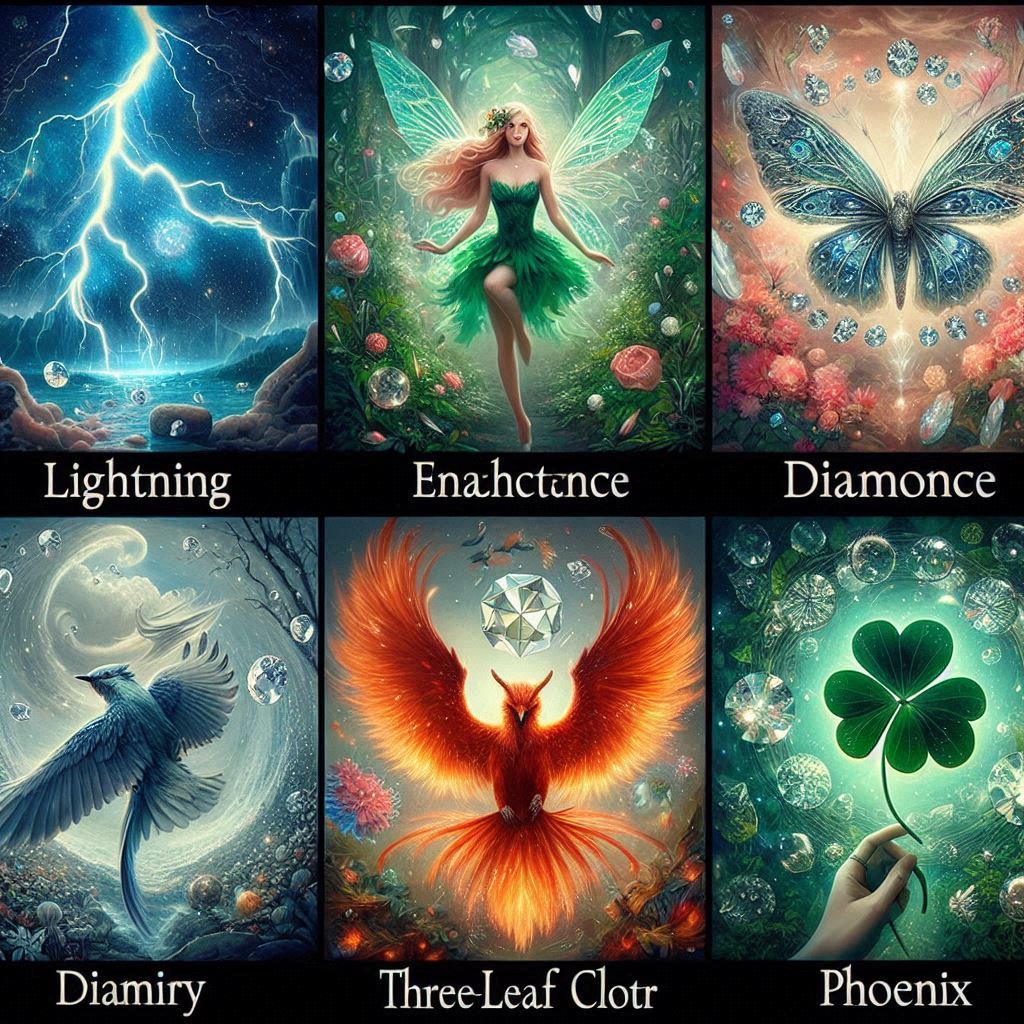 Lightning
Enahctence
Diamonce
Diamiry
Three-Leaf Clotr
Phoenix